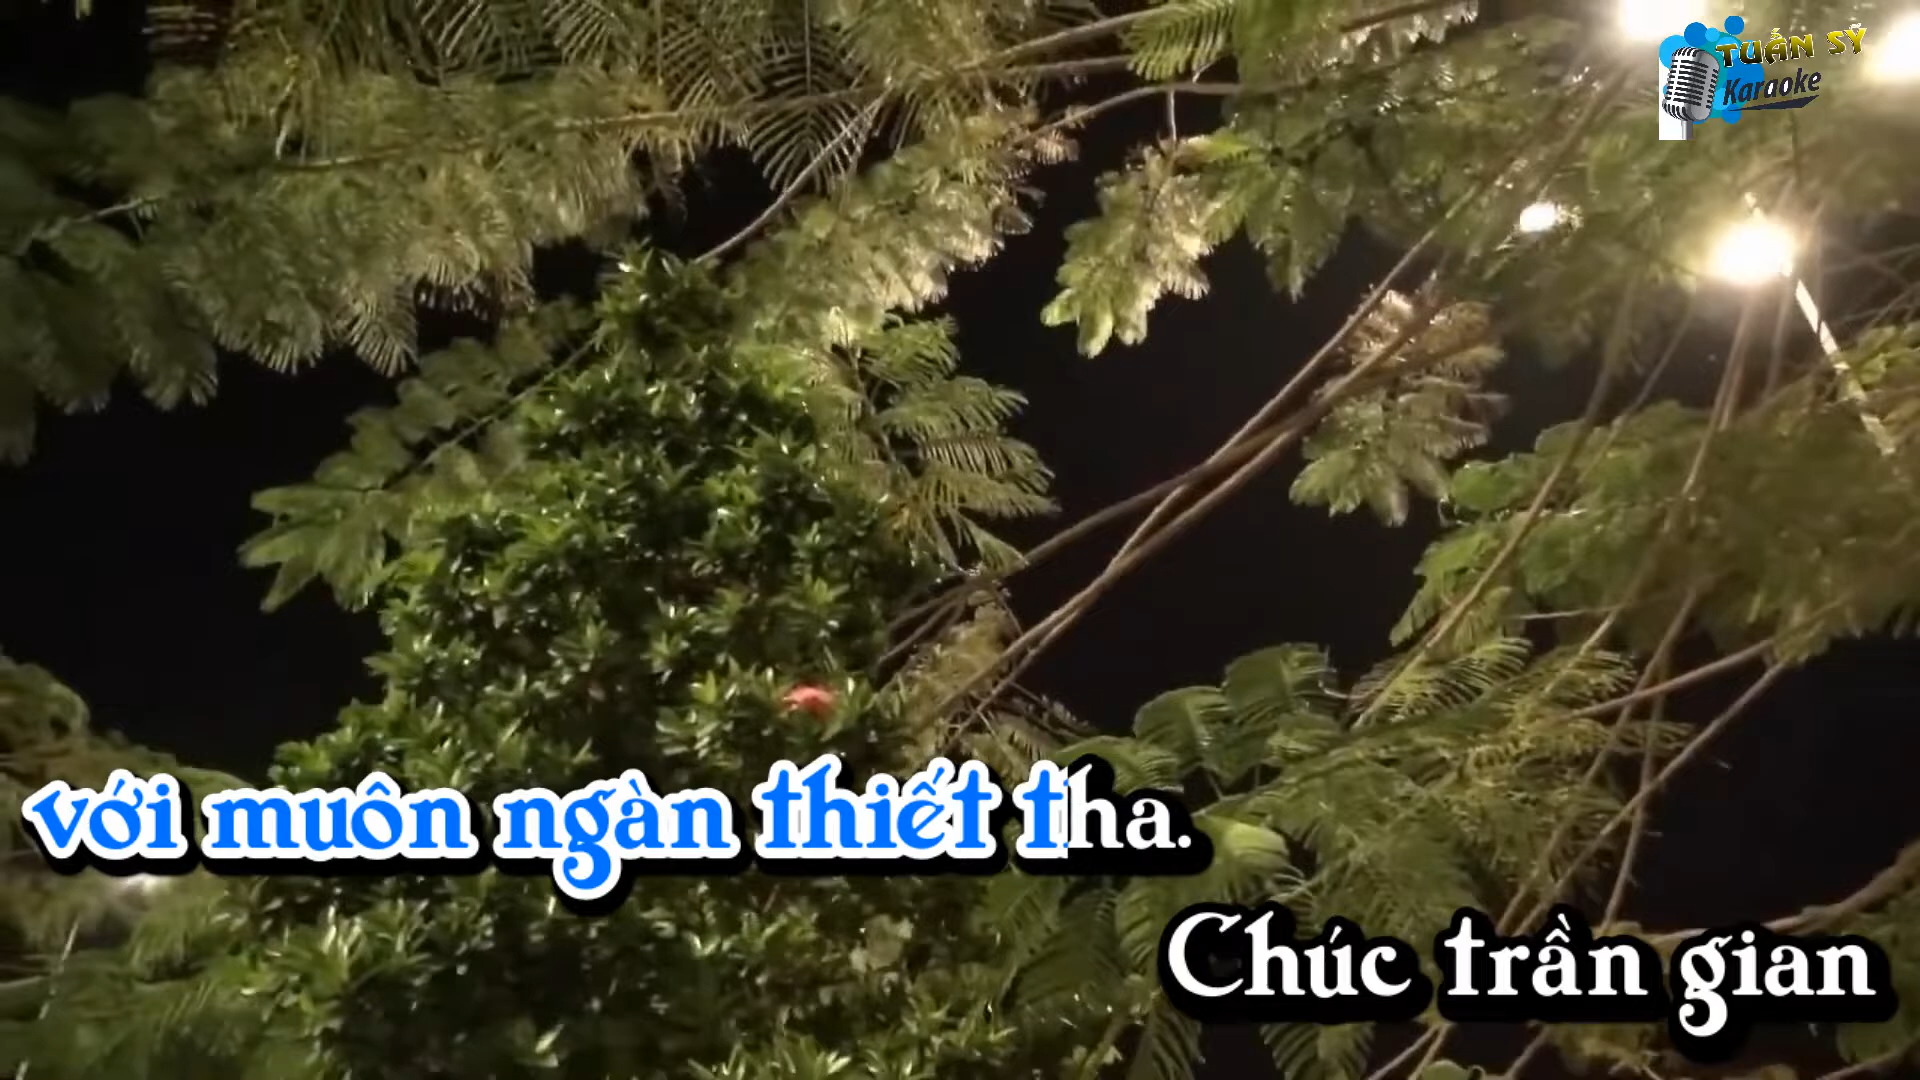 TUẤN SỸ
Karaoke
với muôn ngàn thiết tha.
Chúc trần gian